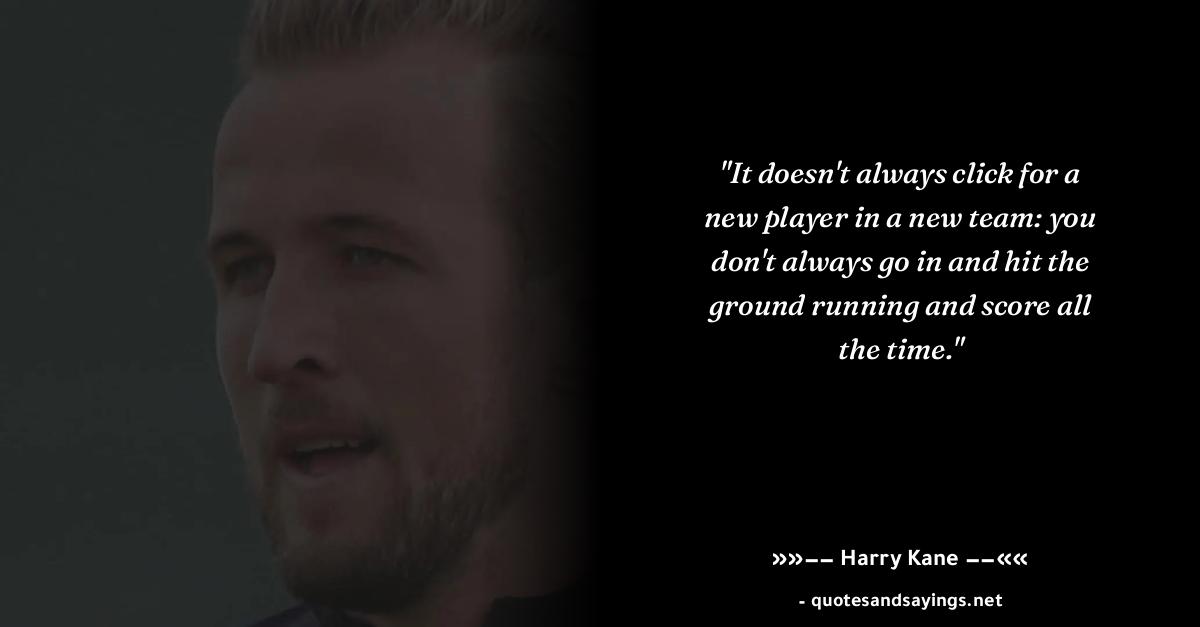 "It doesn't always click for a
new player in a new team: you
don't always go in and hit the
ground running and score all
the time."
»»–– Harry Kane ––««
- quotesandsayings.net